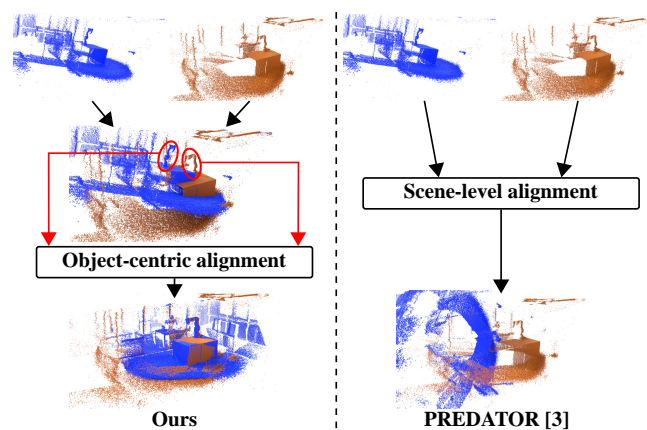 Scene-level alignment
Object-centric alignment
Ours
PREDATOR [3]